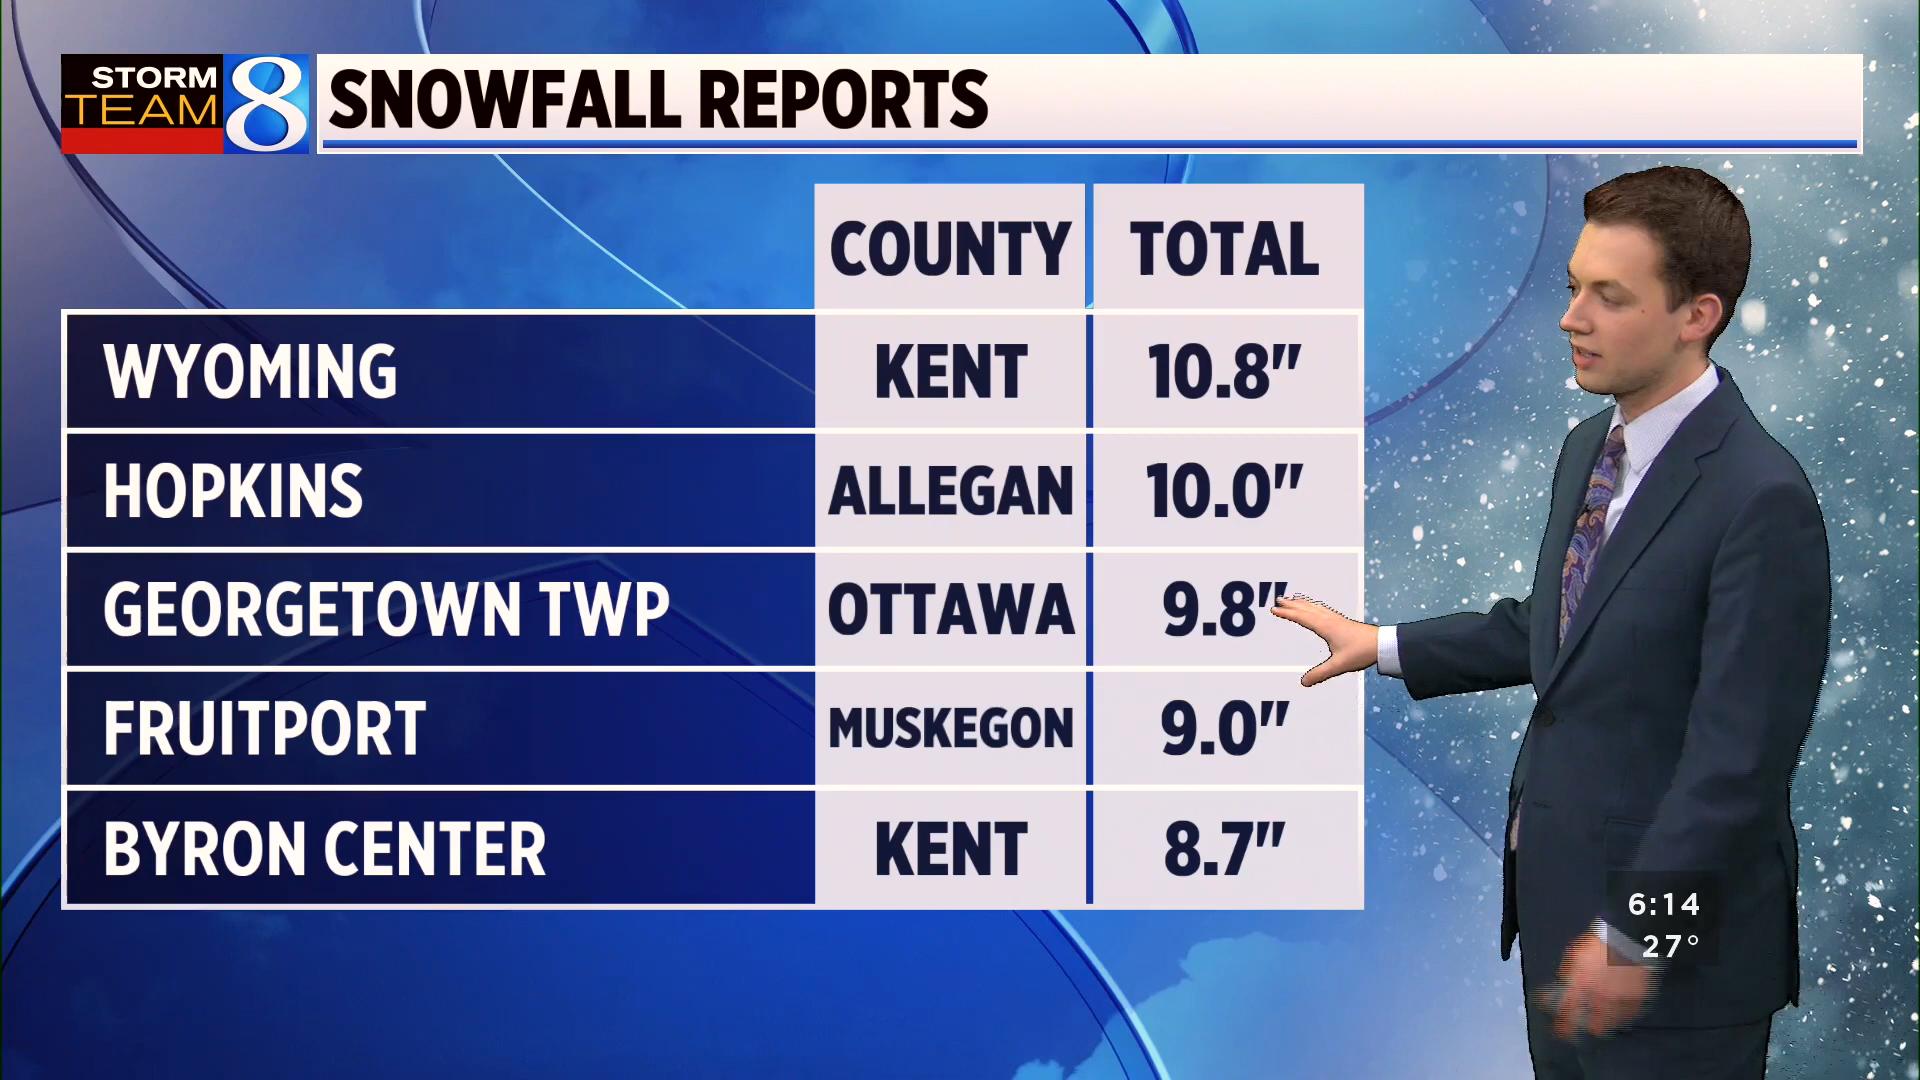 STORM
TEAM 8
SNOWFALL REPORTS
COUNTY TOTAL
WYOMING KENT 10.8"
HOPKINS ALLEGAN 10.0"
GEORGETOWN TWP OTTAWA 9.8"
FRUITPORT MUSKEGON 9.0"
BYRON CENTER KENT 8.7"
6:14
27°